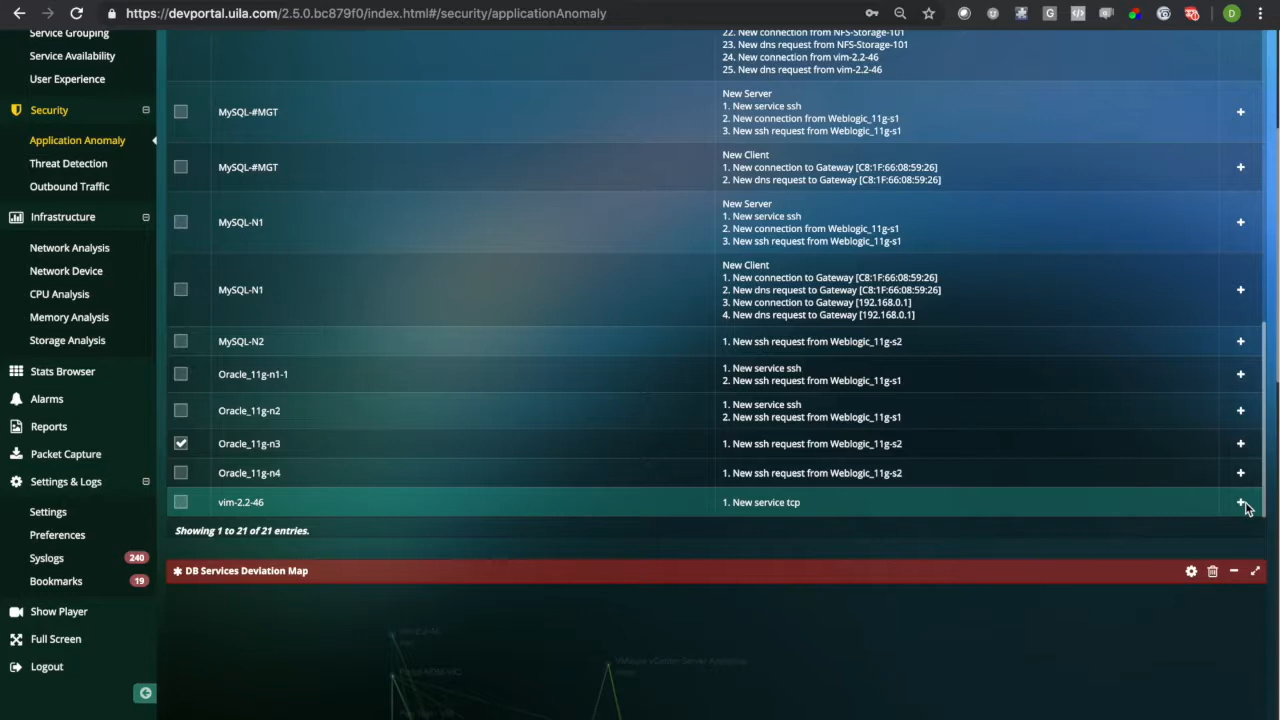 https://devportal.uila.com/2.5.0.bc879f0/index.html#/security/applicationAnomaly
D
Service Grouping
Service Availability
User Experience
Security
Application Anomaly
Threat Detection
Outbound Traffic
Infrastructure
Network Analysis
Network Device
CPU Analysis
Memory Analysis
Storage Analysis
Stats Browser
Alarms
Reports
Packet Capture
Settings & Logs
Settings
Preferences
Syslogs 240
Bookmarks 19
Show Player
Full Screen
Logout
22. New connection from NFS-Storage-101
23. New dns request from NFS-Storage-101
24. New connection from vim-2.2-46
25. New dns request from vim-2.2-46
MySQL-#MGT
New Server
1. New service ssh
2. New connection from Weblogic_11g-s1
3. New ssh request from Weblogic_11g-s1
MySQL-#MGT
New Client
1. New connection to Gateway [C8:1F:66:08:59:26]
2. New dns request to Gateway [C8:1F:66:08:59:26]
MySQL-N1
New Server
1. New service ssh
2. New connection from Weblogic_11g-s1
3. New ssh request from Weblogic_11g-s1
MySQL-N1
New Client
1. New connection to Gateway [C8:1F:66:08:59:26]
2. New dns request to Gateway [C8:1F:66:08:59:26]
3. New connection to Gateway [192.168.0.1]
4. New dns request to Gateway [192.168.0.1]
MySQL-N2
1. New ssh request from Weblogic_11g-s2
Oracle_11g-n1-1
1. New service ssh
2. New ssh request from Weblogic_11g-s1
Oracle_11g-n2
1. New service ssh
2. New ssh request from Weblogic_11g-s1
Oracle_11g-n3
1. New ssh request from Weblogic_11g-s2
Oracle_11g-n4
1. New ssh request from Weblogic_11g-s2
vim-2.2-46
1. New service tcp
Showing 1 to 21 of 21 entries.
DB Services Deviation Map